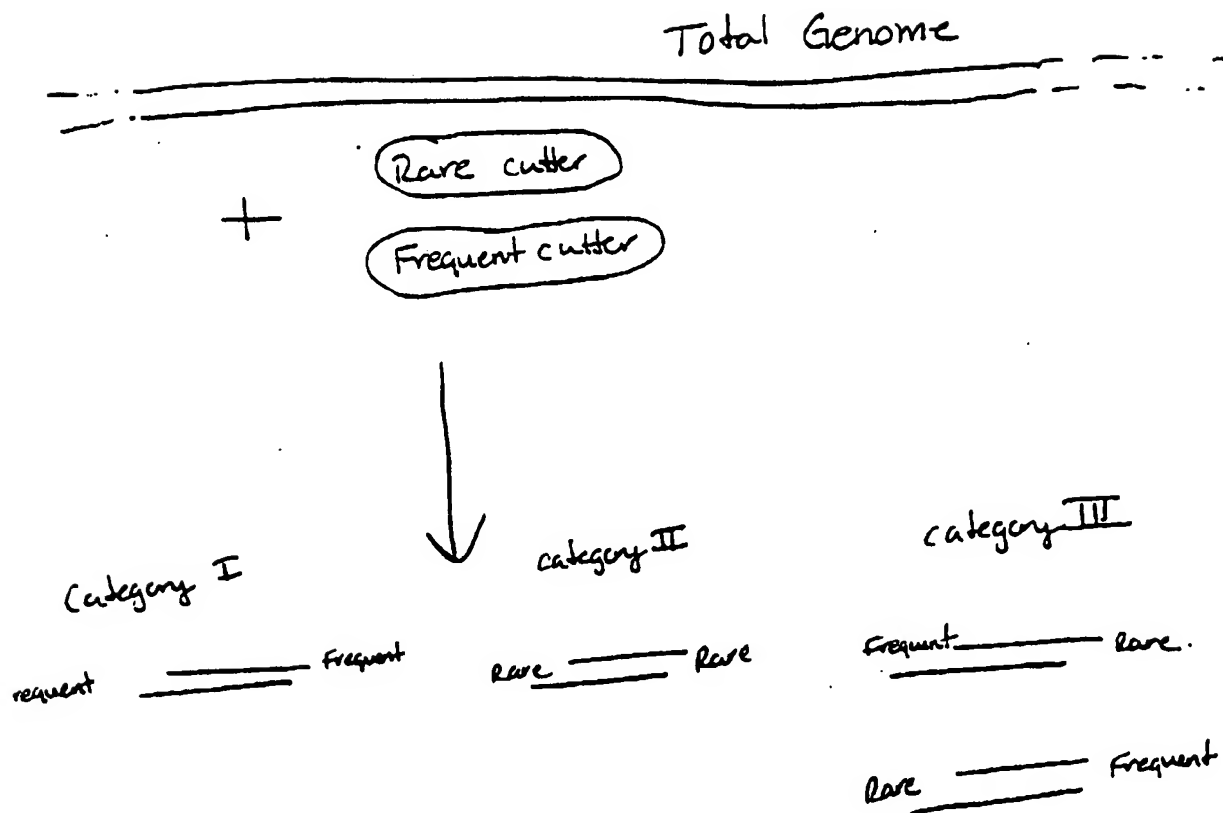 Total Genome
Rare cutter
+
Frequent cutter
Category I
category II
category III
requent Frequent
Rare Rare
Frequent Rare.
Rare Frequent